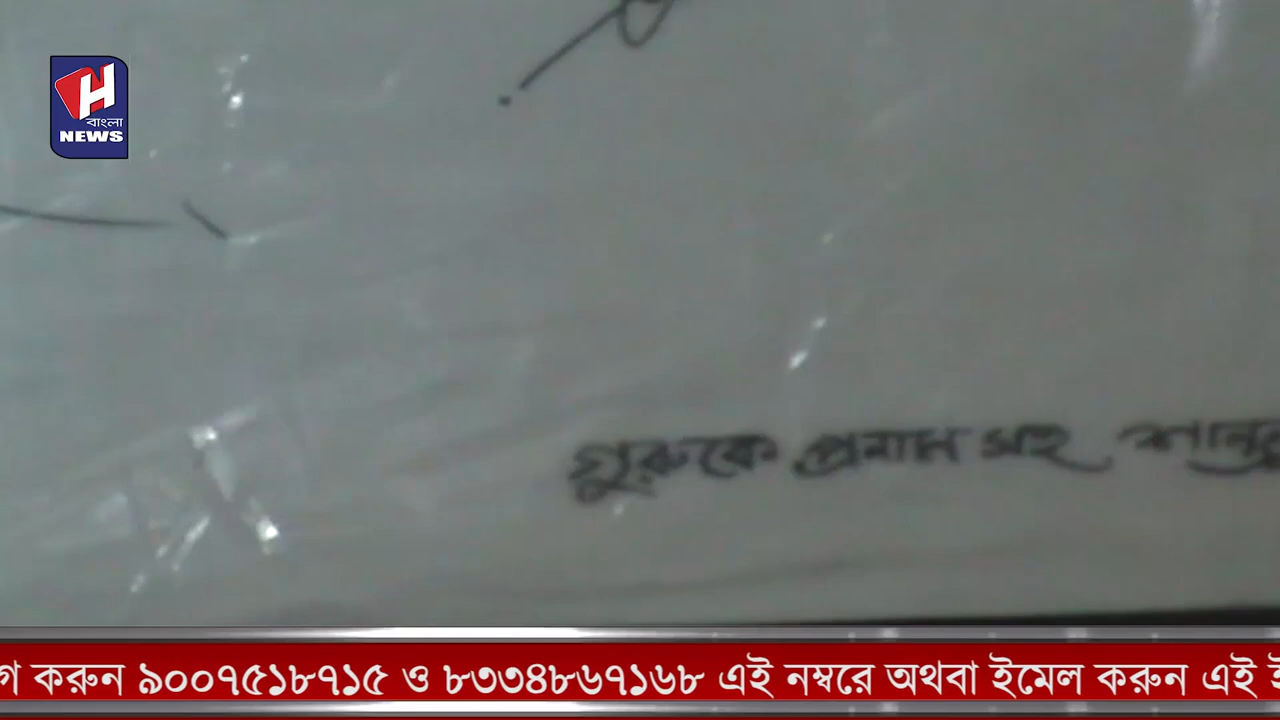 H
বাংলা
NEWS
গুরুকে প্রনাম সহ
গ করুন ৯০০৭৫১৮৭১৫ ও ৮৩৩৪৮৬৭১৬৮ এই নম্বরে অথবা ইমেল করুন এই